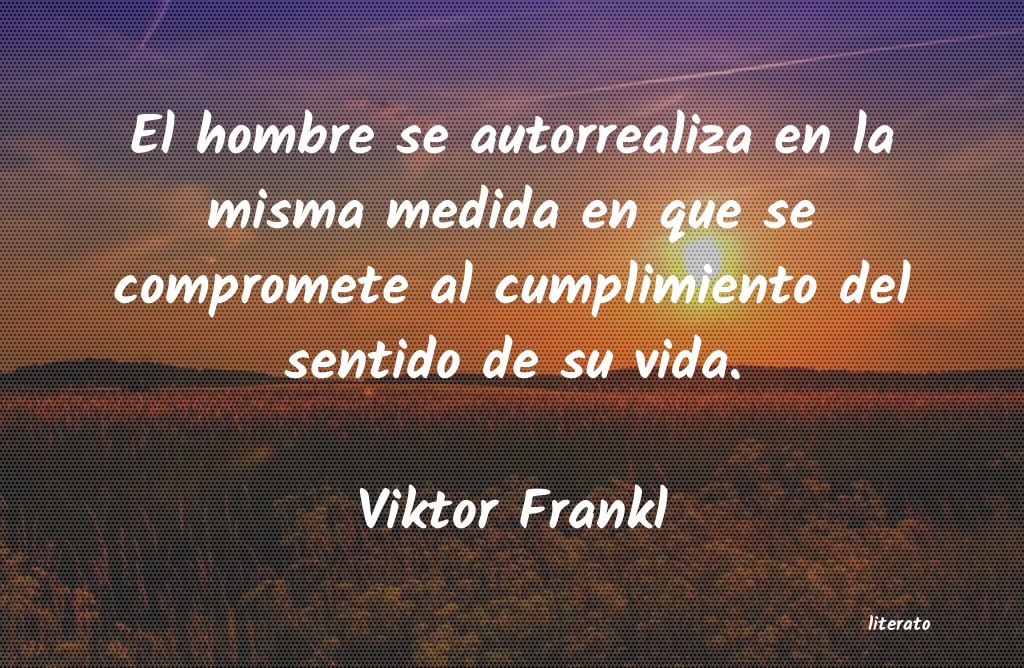 El hombre se autorrealiza en la
misma medida en que se
compromete al cumplimiento del
sentido de su vida.
Viktor Frankl
literato